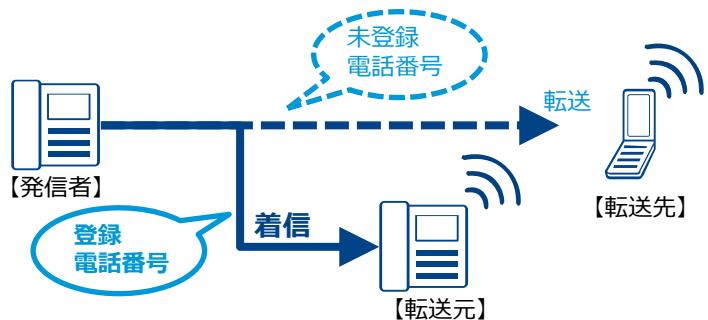 未登録
電話番号
転送
【発信者】
【転送先】
登録
電話番号
着信
【転送元】